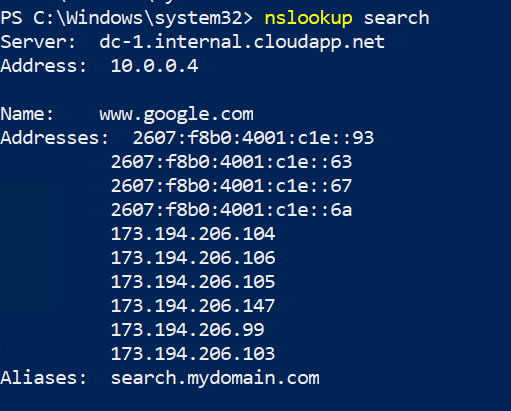 PS C:\Windows\system32> nslookup search
Server:  dc-1.internal.cloudapp.net
Address:  10.0.0.4

Name:    www.google.com
Addresses:  2607:f8b0:4001:c1e::93
          2607:f8b0:4001:c1e::63
          2607:f8b0:4001:c1e::67
          2607:f8b0:4001:c1e::6a
          173.194.206.104
          173.194.206.106
          173.194.206.105
          173.194.206.147
          173.194.206.99
          173.194.206.103
Aliases:  search.mydomain.com